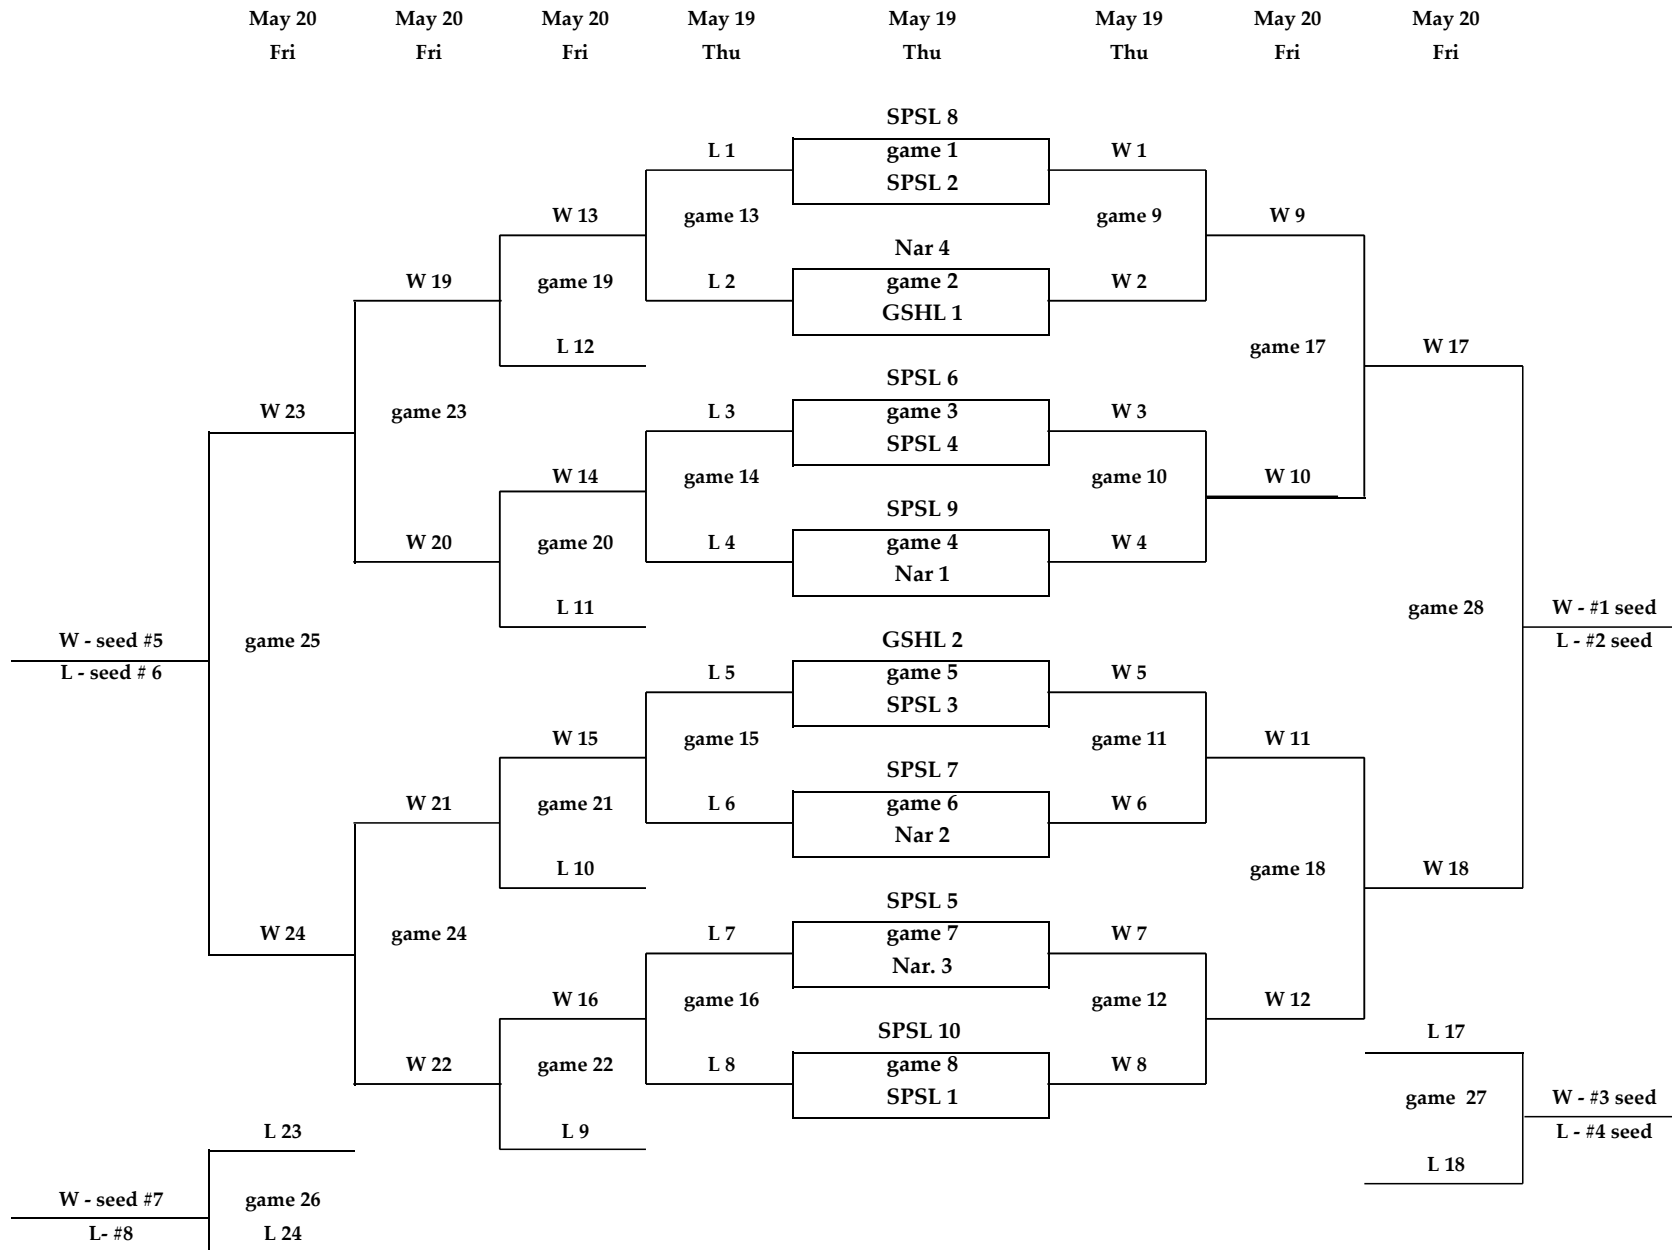 May 20 May 20 May 20 May 19 May 19 May 19 May 20 May 20
Fri Fri Fri Thu Thu Thu Fri Fri
SPSL 8
L 1 game 1 W 1
SPSL 2
W 13 game 13 game 9 W 9
Nar 4
W 19 game 19 L 2 game 2 W 2
GSHL 1
L 12 game 17 W 17
SPSL 6
W 23 game 23 L 3 game 3 W 3
SPSL 4
W 14 game 14 game 10 W 10
SPSL 9
W 20 game 20 L 4 game 4 W 4
Nar 1
L 11 game 28 W - #1 seed
W - seed #5 game 25 GSHL 2 L - #2 seed
L - seed # 6 L 5 game 5 W 5
SPSL 3
W 15 game 15 game 11 W 11
SPSL 7
W 21 game 21 L 6 game 6 W 6
Nar 2
L 10 game 18 W 18
SPSL 5
W 24 game 24 L 7 game 7 W 7
Nar. 3
W 16 game 16 game 12 W 12
SPSL 10 L 17
W 22 game 22 L 8 game 8 W 8
SPSL 1 game 27 W - #3 seed
L 23 L 9 L - #4 seed
L 18
W - seed #7 game 26
L- #8 L 24